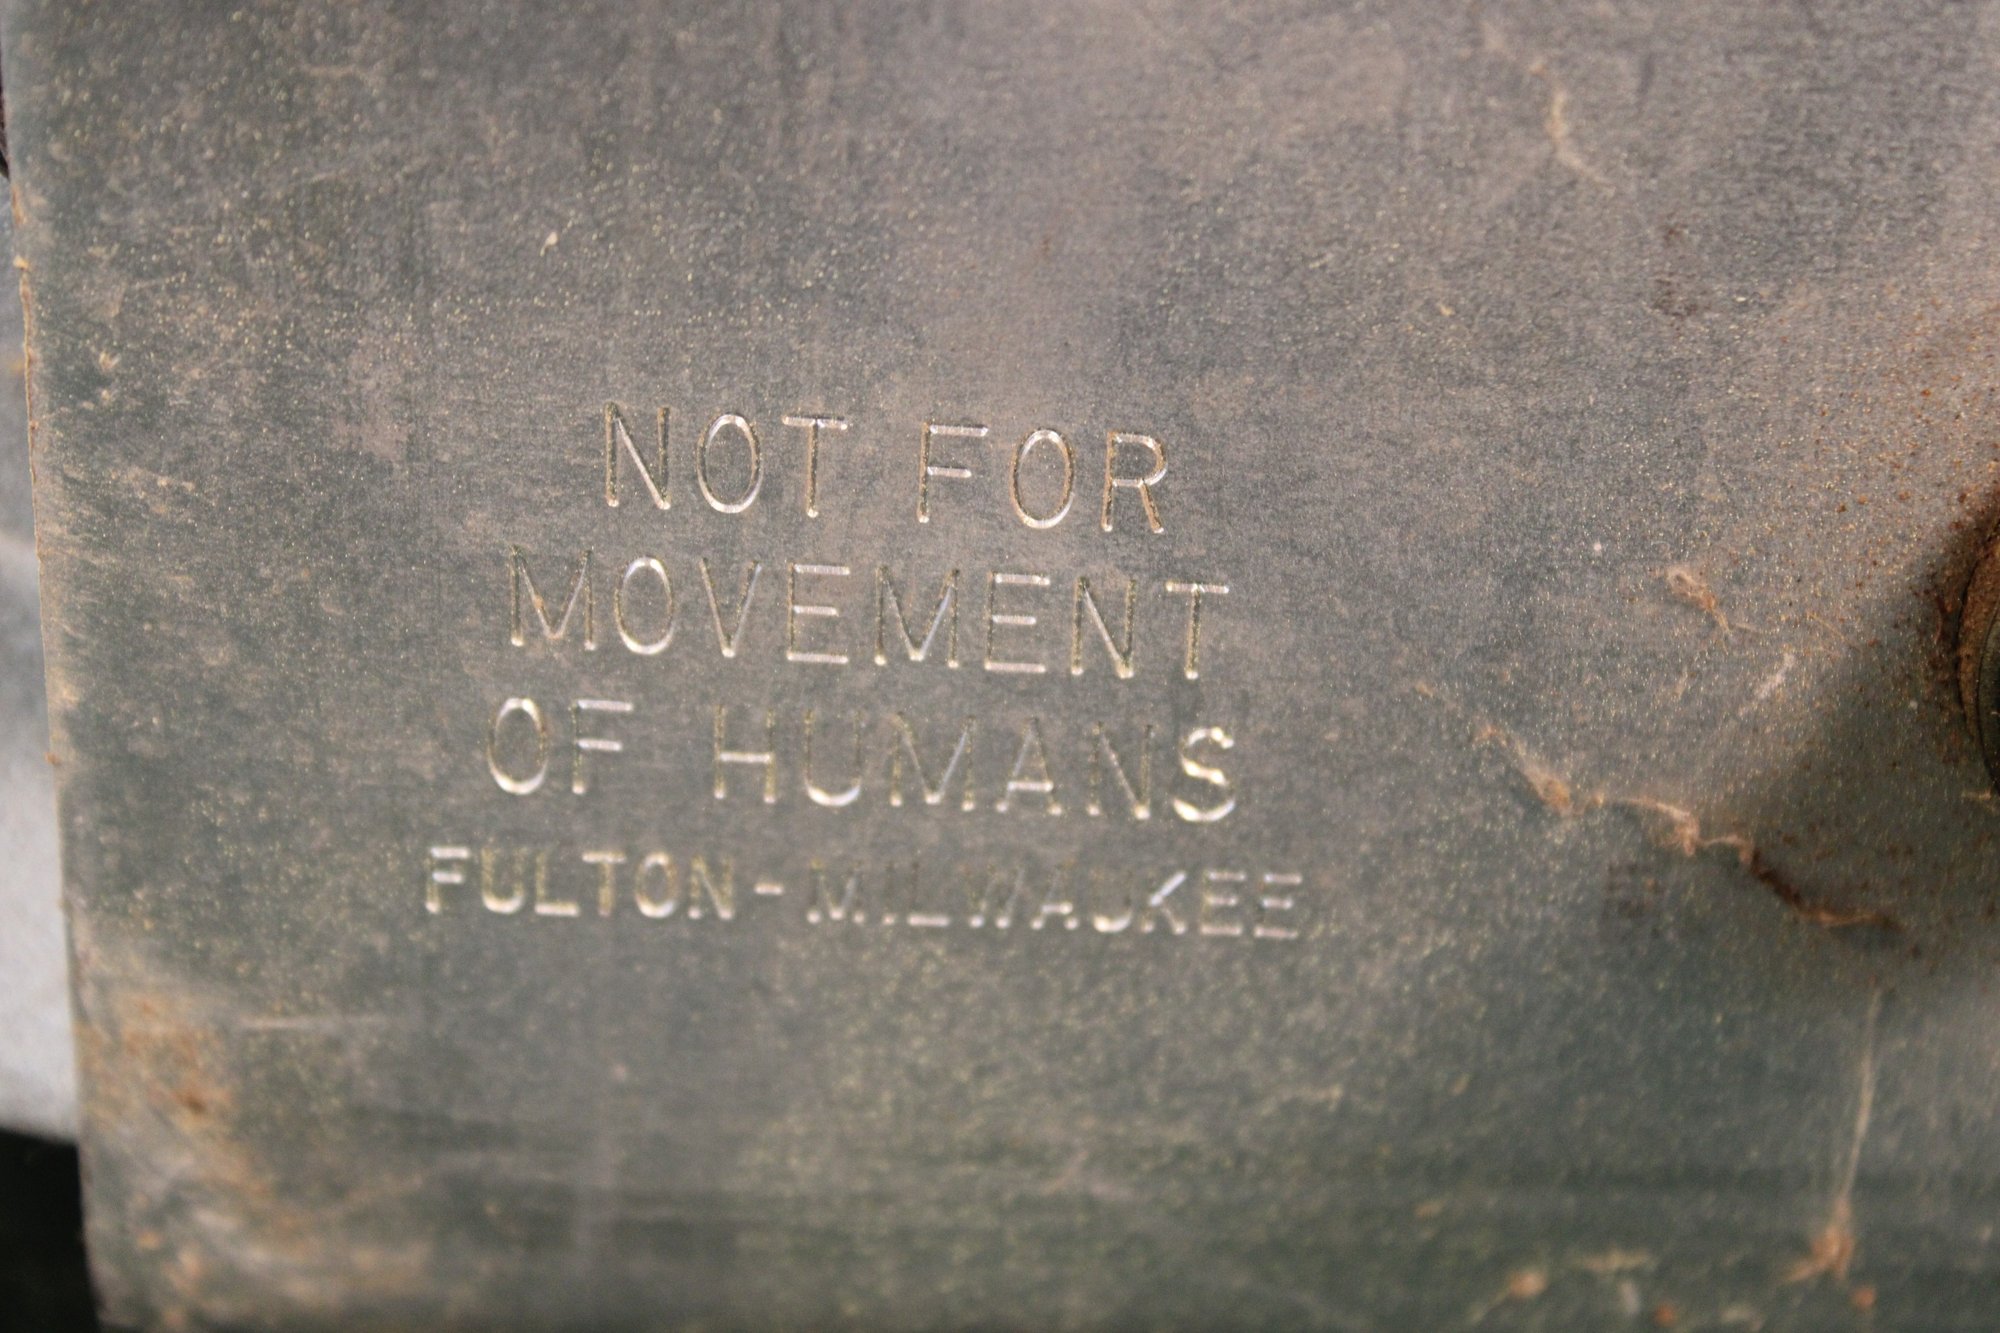 NOT FOR
MOVEMENT
OF HUMANS
FULTON-MILWAUKEE